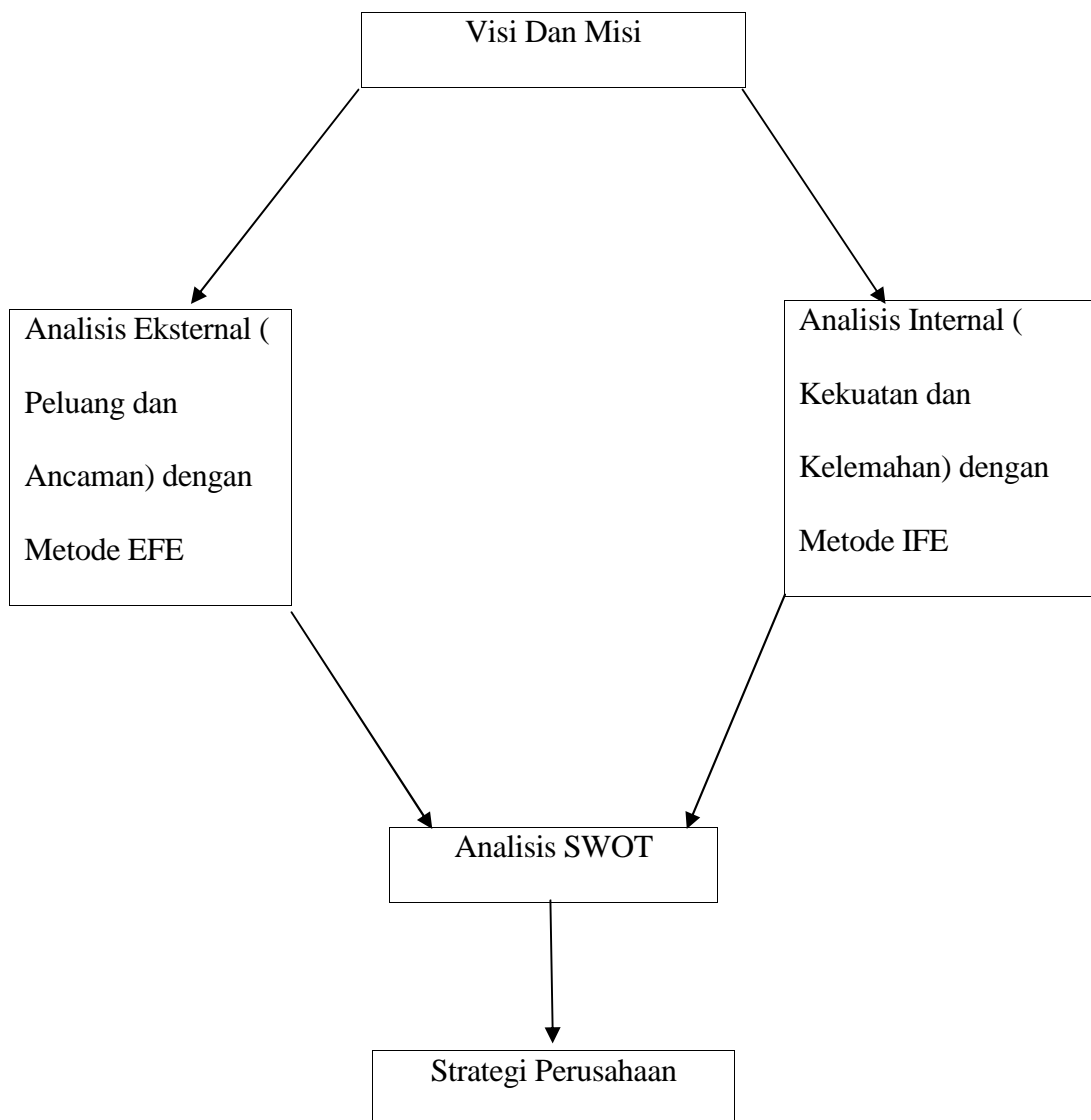 Visi Dan Misi
Analisis Eksternal (
Peluang dan
Ancaman) dengan
Metode EFE
Analisis Internal (
Kekuatan dan
Kelemahan) dengan
Metode IFE
Analisis SWOT
Strategi Perusahaan